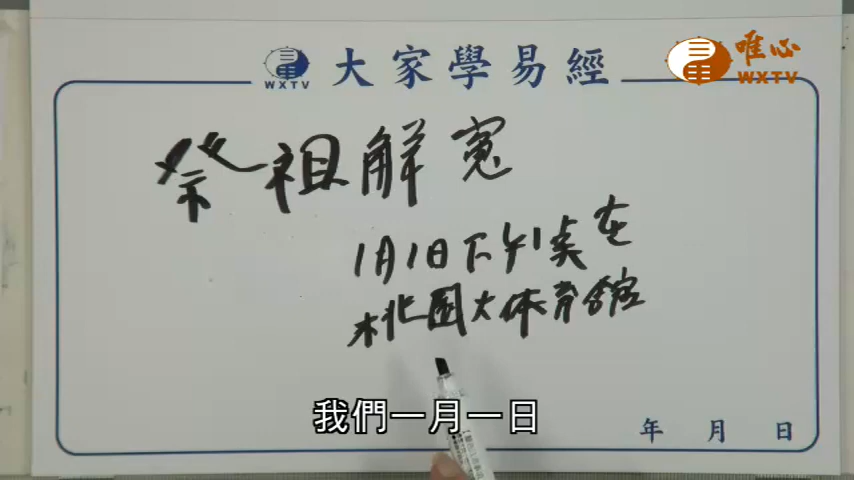 大家學易經
WXTV
唯心
WXTV
祭祖解冤
1月1日下午1点在
桃園大体育館
我們一月一日
年 月 日